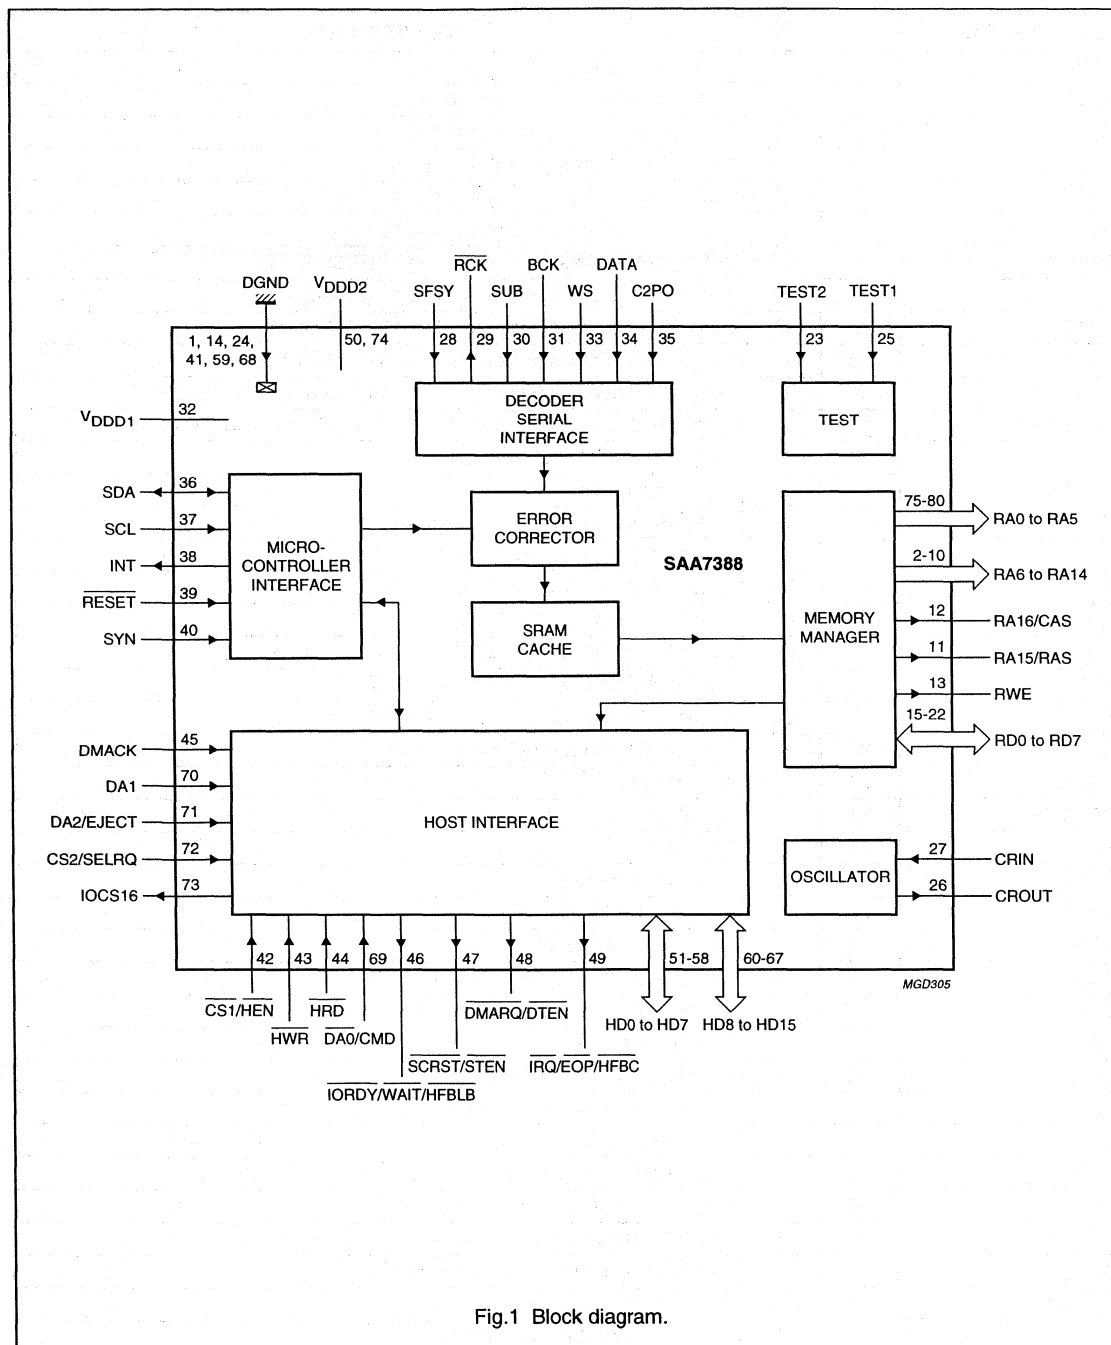 RCK BCK DATA
DGND VDDD2 SFSY SUB WS C2PO TEST2 TEST1
1, 14, 24, 50, 74 28 29 30 31 33 34 35 23 25
41, 59, 68
VDDD1 32
DECODER
SERIAL
INTERFACE
TEST
SDA 36
SCL 37
INT 38
RESET 39
SYN 40
MICRO-
CONTROLLER
INTERFACE
ERROR
CORRECTOR
SAA7388
SRAM
CACHE
MEMORY
MANAGER
75-80 RA0 to RA5
2-10 RA6 to RA14
12 RA16/CAS
11 RA15/RAS
13 RWE
15-22 RD0 to RD7
DMACK 45
DA1 70
DA2/EJECT 71
CS2/SELRQ 72
IOCS16 73
HOST INTERFACE
OSCILLATOR
27 CRIN
26 CROUT
42 43 44 69 46 47 48 49 51-58 60-67
MGD305
CS1/HEN HRD DMARQ/DTEN HD0 to HD7 HD8 to HD15
HWR DA0/CMD
SCRST/STEN IRQ/EOP/HFBC
IORDY/WAIT/HFBLB
Fig.1 Block diagram.